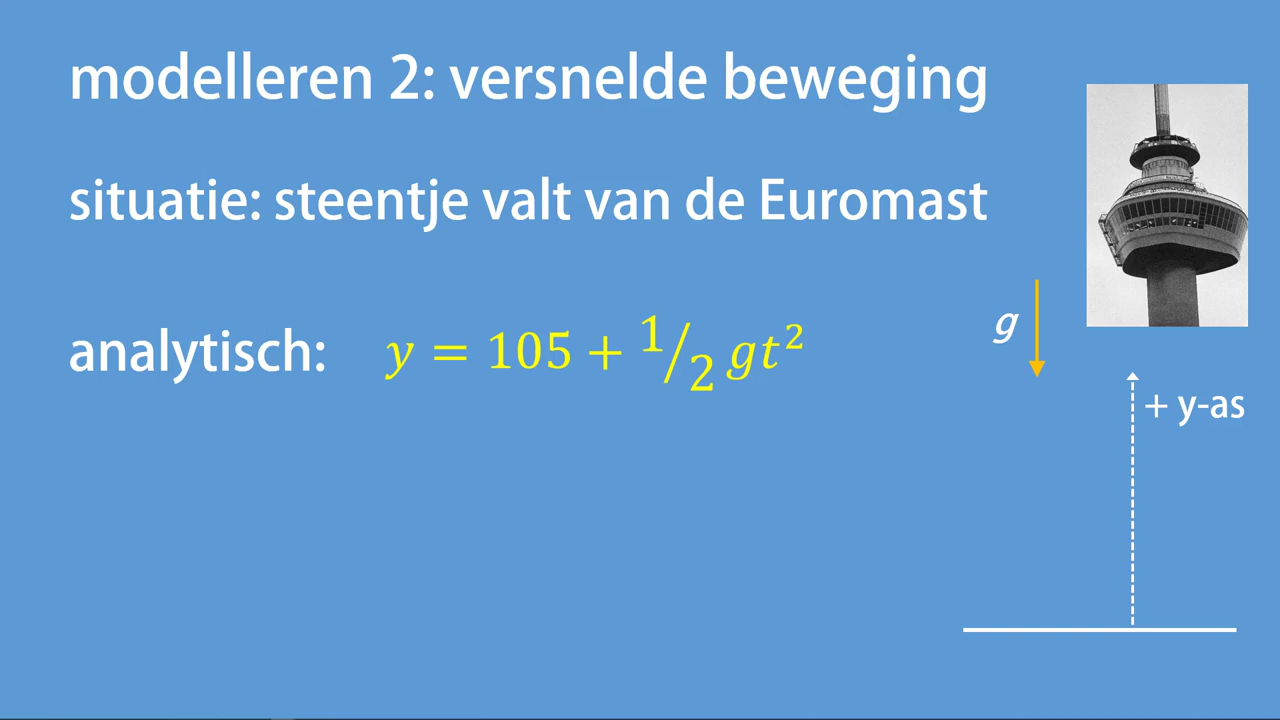 modelleren 2: versnelde beweging
situatie: steentje valt van de Euromast
analytisch: y = 105 + 1/2 gt²
g
+ y-as